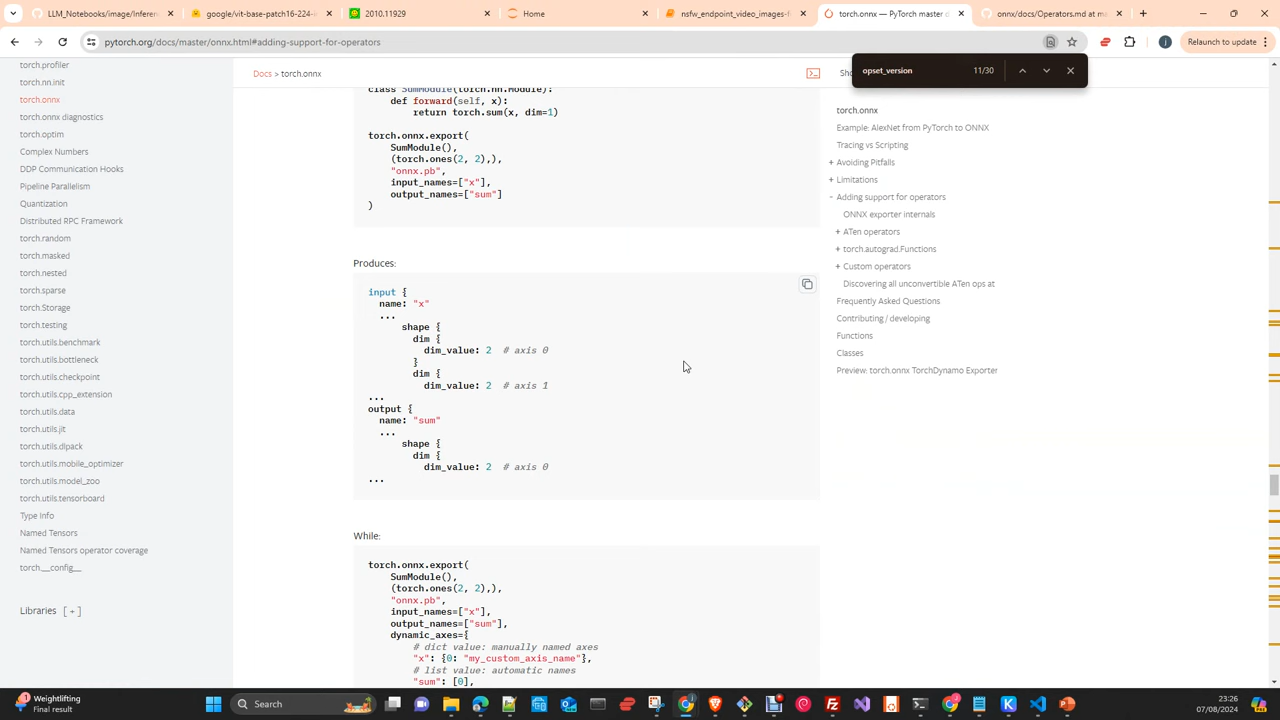 LLM_Notebooks/image/Inferen
google/vit-base-patch16-224-i
2010.11929
Home
nsfw_endpoint_video_images
torch.onnx — PyTorch master d
onnx/docs/Operators.md at m
pytorch.org/docs/master/onnx.html#adding-support-for-operators
Relaunch to update
opset_version 11/30
Docs > torch.onnx
Sho
torch.profiler
torch.nn.init
torch.onnx
torch.onnx diagnostics
torch.optim
Complex Numbers
DDP Communication Hooks
Pipeline Parallelism
Quantization
Distributed RPC Framework
torch.random
torch.masked
torch.nested
torch.sparse
torch.Storage
torch.testing
torch.utils.benchmark
torch.utils.bottleneck
torch.utils.checkpoint
torch.utils.cpp_extension
torch.utils.data
torch.utils.jit
torch.utils.dlpack
torch.utils.mobile_optimizer
torch.utils.model_zoo
torch.utils.tensorboard
Type Info
Named Tensors
Named Tensors operator coverage
torch.__config__
Libraries [ + ]
class SumModule(torch.nn.Module):
def forward(self, x):
return torch.sum(x, dim=1)
torch.onnx.export(
SumModule(),
(torch.ones(2, 2),),
"onnx.pb",
input_names=["x"],
output_names=["sum"]
)
Produces:
input {
name: "x"
...
shape {
dim {
dim_value: 2 # axis 0
}
dim {
dim_value: 2 # axis 1
...
output {
name: "sum"
...
shape {
dim {
dim_value: 2 # axis 0
...
While:
torch.onnx.export(
SumModule(),
(torch.ones(2, 2),),
"onnx.pb",
input_names=["x"],
output_names=["sum"],
dynamic_axes={
# dict value: manually named axes
"x": {0: "my_custom_axis_name"},
# list value: automatic names
"sum": [0],
torch.onnx
Example: AlexNet from PyTorch to ONNX
Tracing vs Scripting
+ Avoiding Pitfalls
+ Limitations
- Adding support for operators
ONNX exporter internals
+ ATen operators
+ torch.autograd.Functions
+ Custom operators
Discovering all unconvertible ATen ops at
Frequently Asked Questions
Contributing / developing
Functions
Classes
Preview: torch.onnx TorchDynamo Exporter
1
Weightlifting
Final result
Search
23:26
07/08/2024